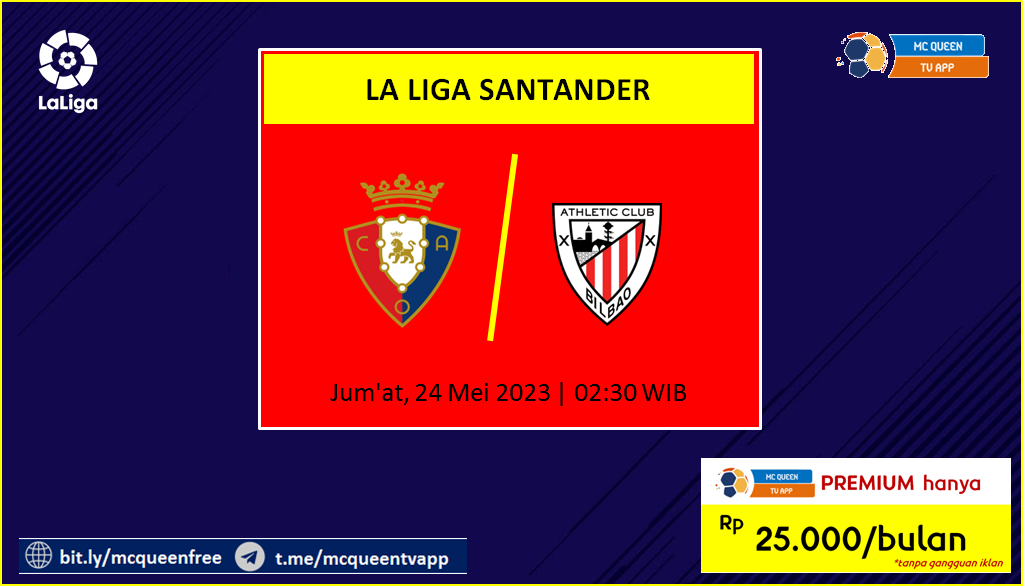 LaLiga
MC QUEEN
TV APP
LA LIGA SANTANDER
C A
O
ATHLETIC CLUB
BILBAO
Jum'at, 24 Mei 2023 | 02:30 WIB
MC QUEEN
TV APP
PREMIUM hanya
Rp 25.000/bulan
*tanpa gangguan iklan
bit.ly/mcqueenfree t.me/mcqueentvapp